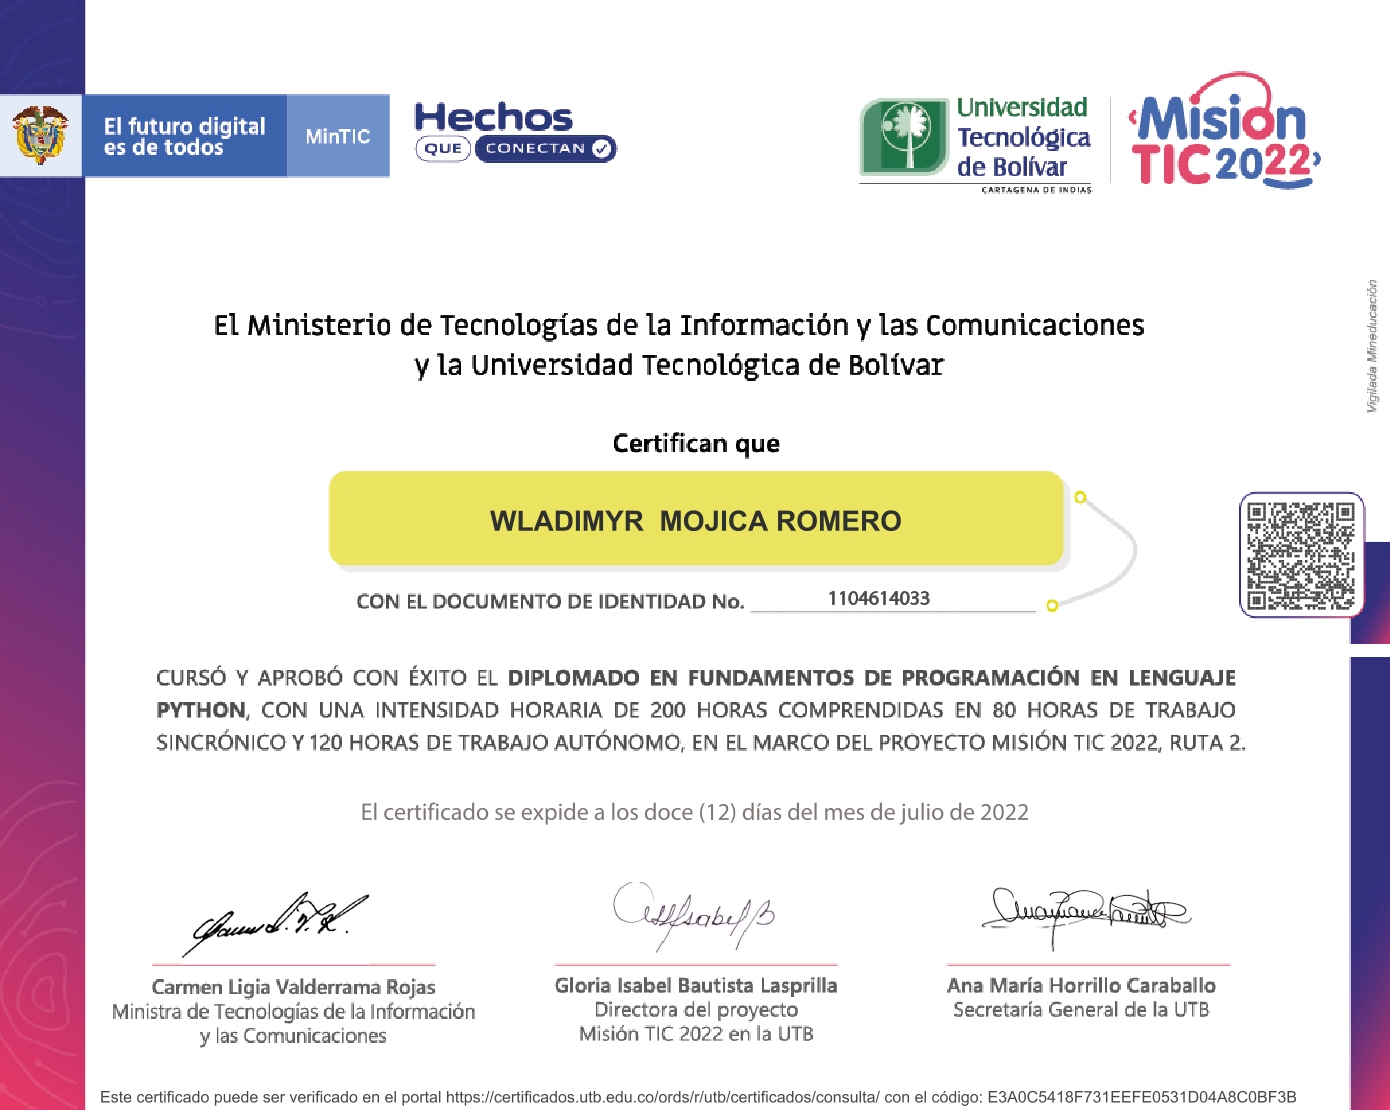 El futuro digital
es de todos
MinTIC
Hechos
QUE CONECTAN
Universidad
Tecnológica
de Bolívar
CARTAGENA DE INDIAS
‹Misión
TIC2022›
Vigilada Mineducación
El Ministerio de Tecnologías de la Información y las Comunicaciones
y la Universidad Tecnológica de Bolívar
Certifican que
WLADIMYR  MOJICA ROMERO
CON EL DOCUMENTO DE IDENTIDAD No. 1104614033
CURSÓ Y APROBÓ CON ÉXITO EL DIPLOMADO EN FUNDAMENTOS DE PROGRAMACIÓN EN LENGUAJE
PYTHON, CON UNA INTENSIDAD HORARIA DE 200 HORAS COMPRENDIDAS EN 80 HORAS DE TRABAJO
SINCRÓNICO Y 120 HORAS DE TRABAJO AUTÓNOMO, EN EL MARCO DEL PROYECTO MISIÓN TIC 2022, RUTA 2.
El certificado se expide a los doce (12) días del mes de julio de 2022
Carmen Ligia Valderrama Rojas
Ministra de Tecnologías de la Información
y las Comunicaciones
Gloria Isabel Bautista Lasprilla
Directora del proyecto
Misión TIC 2022 en la UTB
Ana María Horrillo Caraballo
Secretaría General de la UTB
Este certificado puede ser verificado en el portal https://certificados.utb.edu.co/ords/r/utb/certificados/consulta/ con el código: E3A0C5418F731EEFE0531D04A8C0BF3B